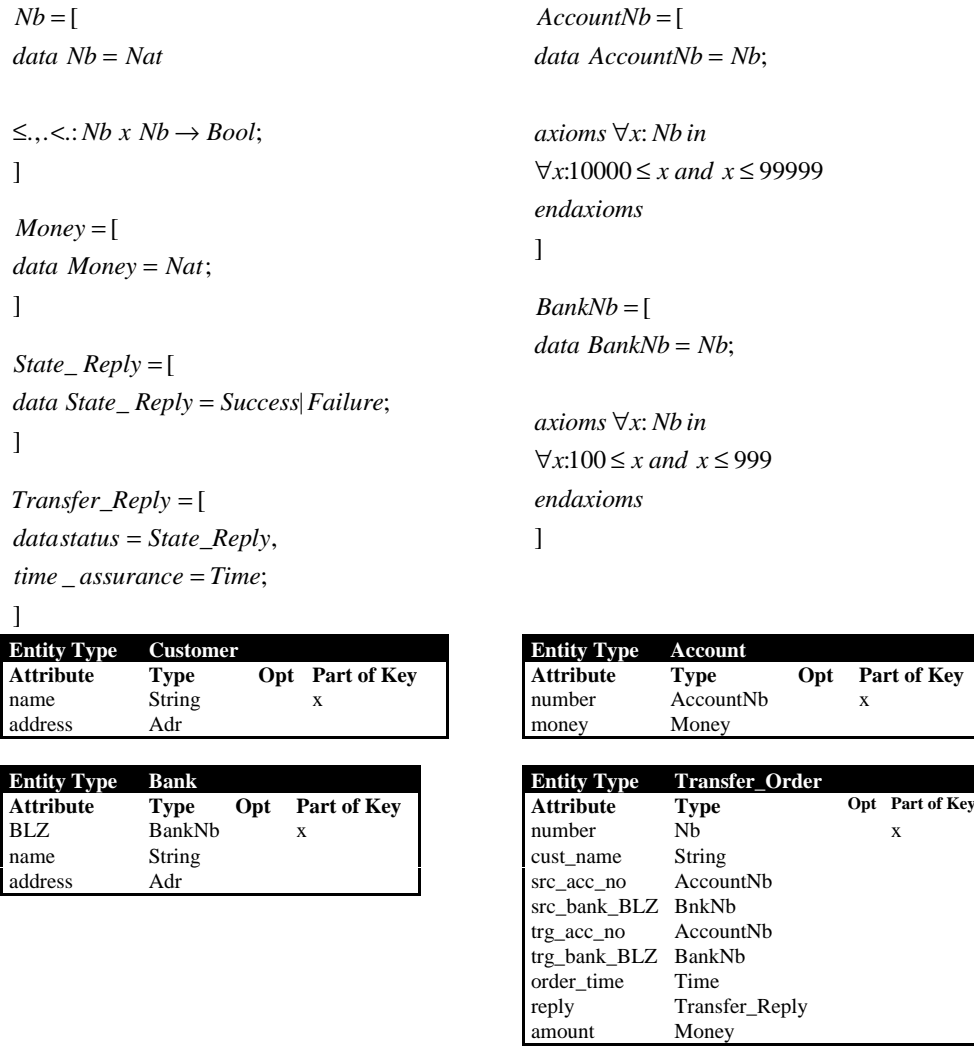 Nb = [
data Nb = Nat
≤.,.<.: Nb x Nb → Bool;
]
Money = [
data Money = Nat;
]
State_ Reply = [
data State_ Reply = Success| Failure;
]
Transfer_Reply = [
datastatus = State_Reply,
time _ assurance = Time;
]
AccountNb = [
data AccountNb = Nb;
axioms ∀x: Nb in
∀x:10000 ≤ x and x ≤ 99999
endaxioms
]
BankNb = [
data BankNb = Nb;
axioms ∀x: Nb in
∀x:100 ≤ x and x ≤ 999
endaxioms
]
Entity Type Customer
Attribute Type Opt Part of Key
name String x
address Adr
Entity Type Account
Attribute Type Opt Part of Key
number AccountNb x
money Money
Entity Type Bank
Attribute Type Opt Part of Key
BLZ BankNb x
name String
address Adr
Entity Type Transfer_Order
Attribute Type Opt Part of Key
number Nb x
cust_name String
src_acc_no AccountNb
src_bank_BLZ BnkNb
trg_acc_no AccountNb
trg_bank_BLZ BankNb
order_time Time
reply Transfer_Reply
amount Money